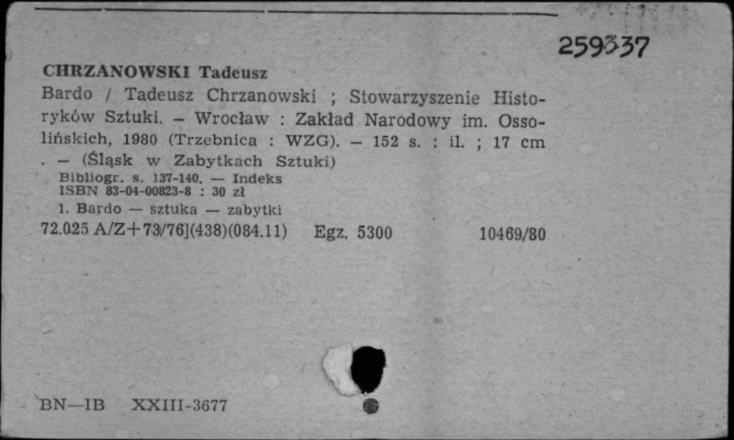 259337
CHRZANOWSKI Tadeusz
Bardo / Tadeusz Chrzanowski ; Stowarzyszenie Histo-
ryków Sztuki. — Wrocław : Zakład Narodowy im. Osso-
lińskich, 1980 (Trzebnica : WZG). — 152 s. : il. ; 17 cm
. — (Śląsk w Zabytkach Sztuki)
Bibliogr. s. 137-140. — Indeks
ISBN 83-04-00823-8 : 30 zł
1. Bardo — sztuka — zabytki
72.025 A/Z+73/76](438)(084.11) Egz. 5300 10469/80
BN—IB XXIII-3677